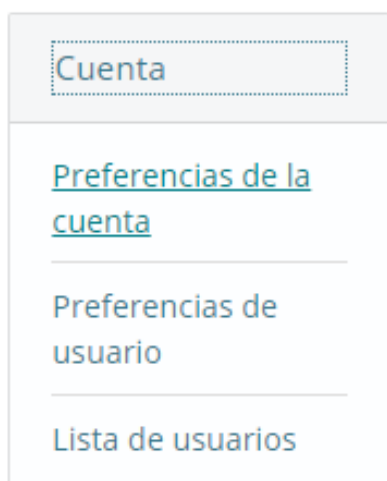 Cuenta
Preferencias de la
cuenta
Preferencias de
usuario
Lista de usuarios